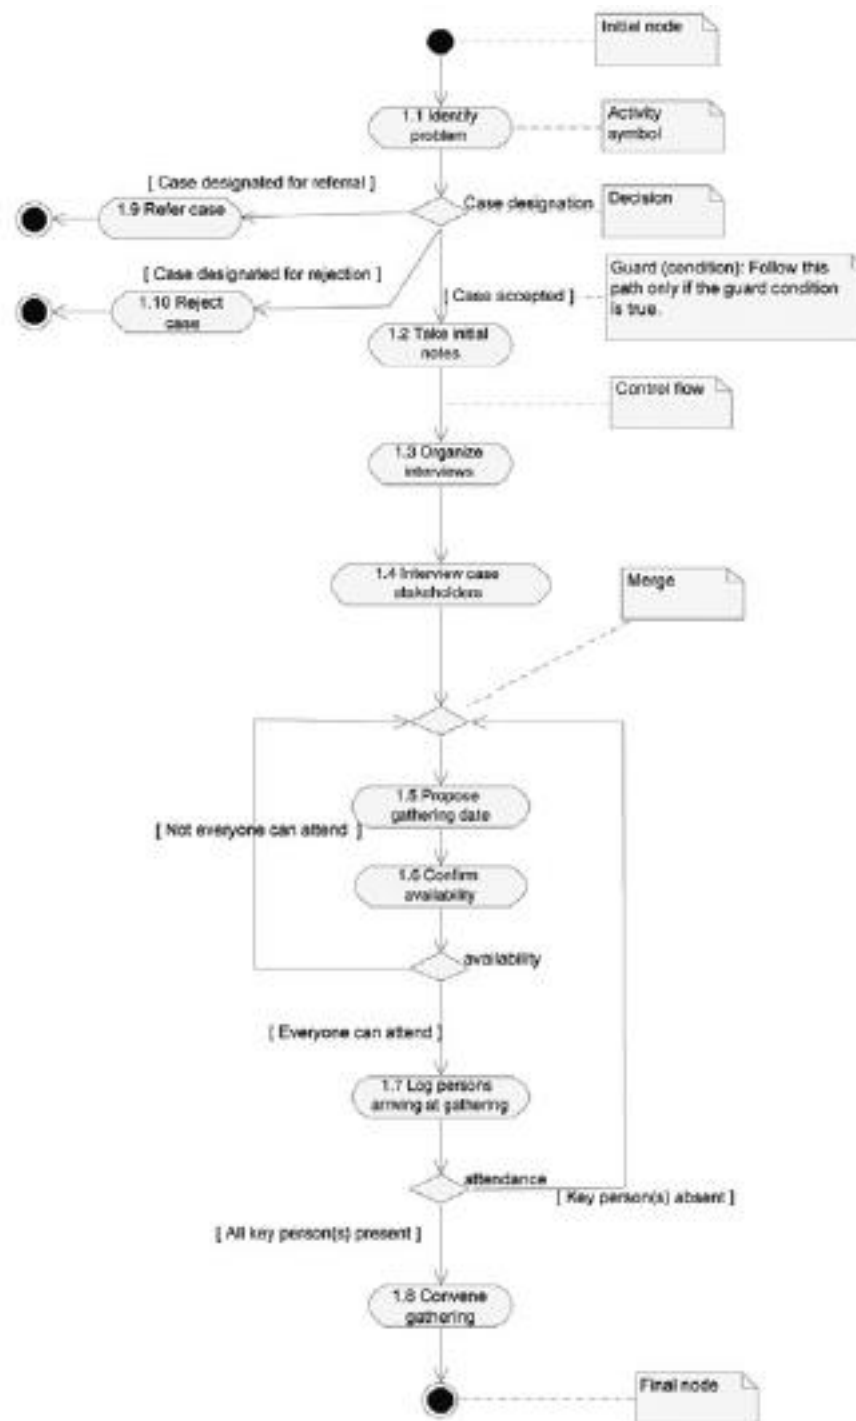 Initial node
1.1 Identify
problem
Activity
symbol
[ Case designated for referral ]
1.9 Refer case
Case designation
Decision
[ Case designated for rejection ]
1.10 Reject
case
[ Case accepted ]
Guard (condition): Follow this
path only if the guard condition
is true.
1.2 Take initial
notes
Control flow
1.3 Organize
interviews
1.4 Interview case
stakeholders
Merge
1.5 Propose
gathering date
[ Not everyone can attend ]
1.6 Confirm
availability
availability
[ Everyone can attend ]
1.7 Log persons
arriving at gathering
attendance
[ Key person(s) absent ]
[ All key person(s) present ]
1.8 Convene
gathering
Final node